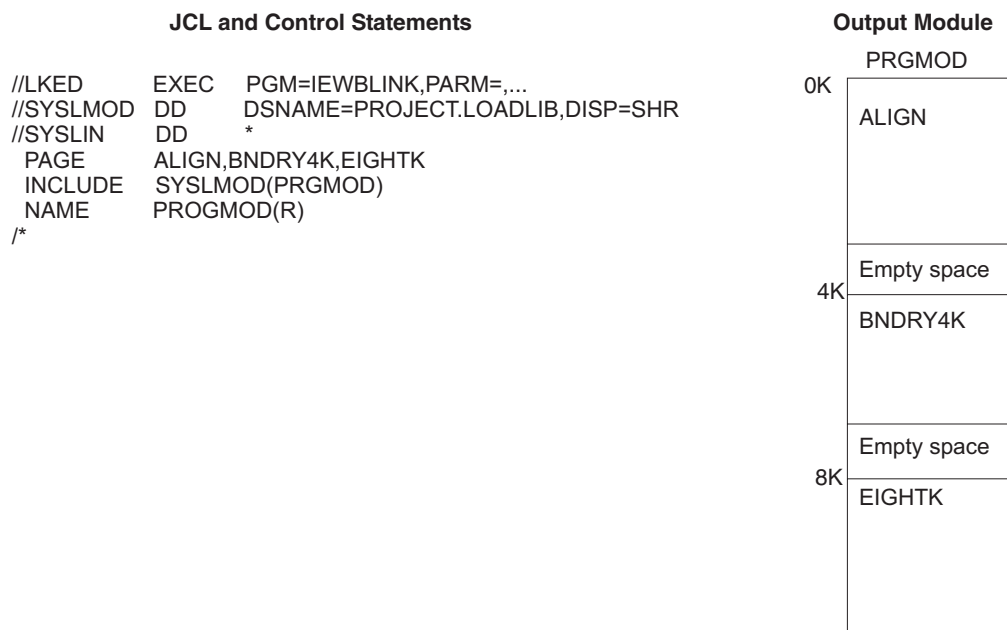 JCL and Control Statements
//LKED EXEC PGM=IEWBLINK,PARM=,...
//SYSLMOD DD DSNAME=PROJECT.LOADLIB,DISP=SHR
//SYSLIN DD *
PAGE ALIGN,BNDRY4K,EIGHTK
INCLUDE SYSLMOD(PRGMOD)
NAME PROGMOD(R)
/*
Output Module
PRGMOD
0K
ALIGN
Empty space
4K
BNDRY4K
Empty space
8K
EIGHTK